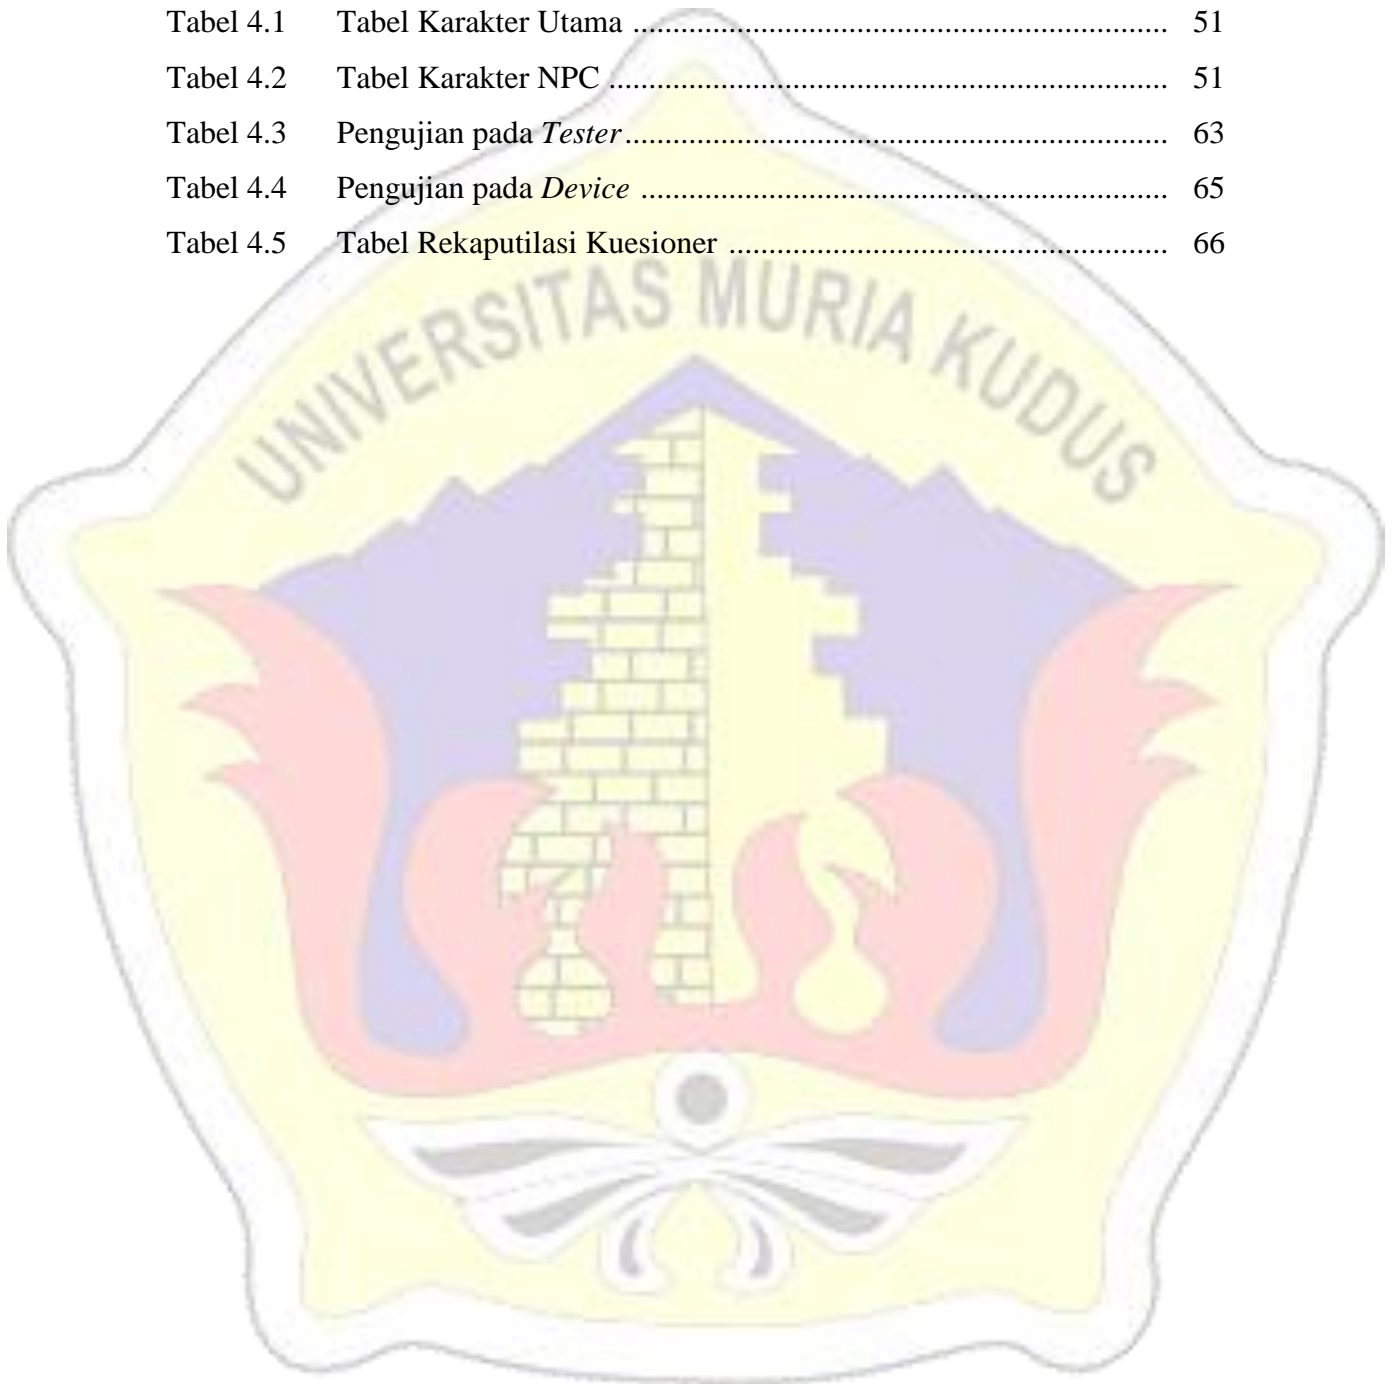 Tabel 4.1 Tabel Karakter Utama .................................................................... 51
Tabel 4.2 Tabel Karakter NPC ....................................................................... 51
Tabel 4.3 Pengujian pada Tester..................................................................... 63
Tabel 4.4 Pengujian pada Device ................................................................... 65
Tabel 4.5 Tabel Rekaputilasi Kuesioner ........................................................ 66
UNIVERSITAS MURIA KUDUS